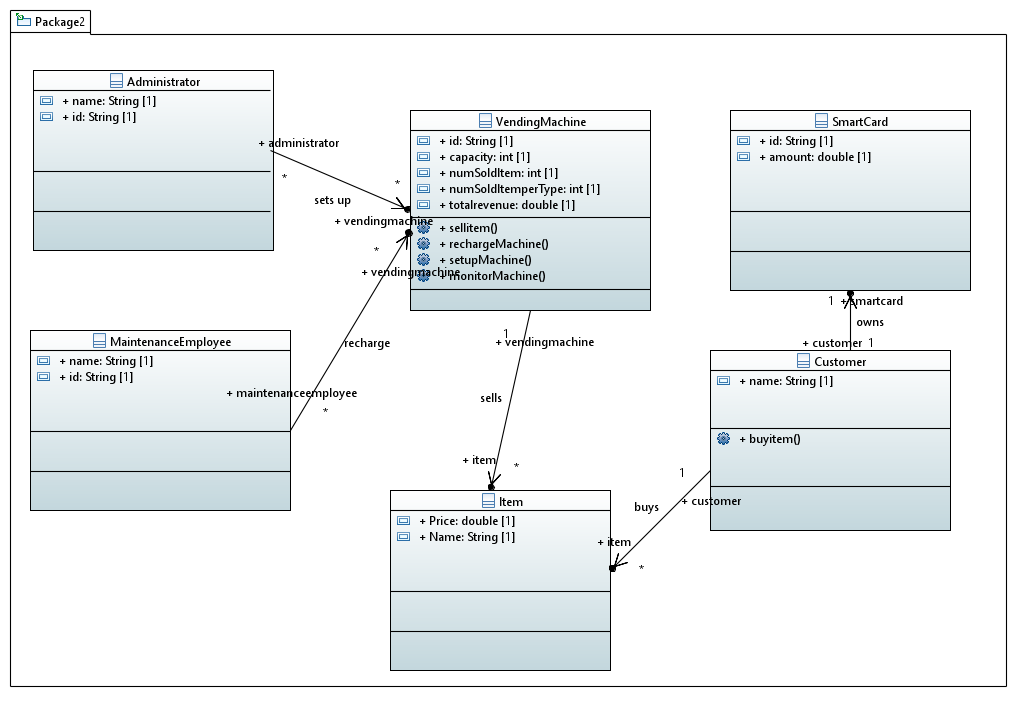 Package2
Administrator
+ name: String [1]
+ id: String [1]
+ administrator
*
sets up
*
+ vendingmachine
VendingMachine
+ id: String [1]
+ capacity: int [1]
+ numSoldItem: int [1]
+ numSoldItemperType: int [1]
+ totalrevenue: double [1]
+ sellitem()
+ rechargeMachine()
+ setupMachine()
+ monitorMachine()
SmartCard
+ id: String [1]
+ amount: double [1]
*
+ vendingmachine
recharge
+ maintenanceemployee
*
MaintenanceEmployee
+ name: String [1]
+ id: String [1]
1
+ vendingmachine
sells
+ item
*
1
+ smartcard
owns
+ customer
1
Customer
+ name: String [1]
+ buyitem()
1
+ customer
buys
+ item
*
Item
+ Price: double [1]
+ Name: String [1]